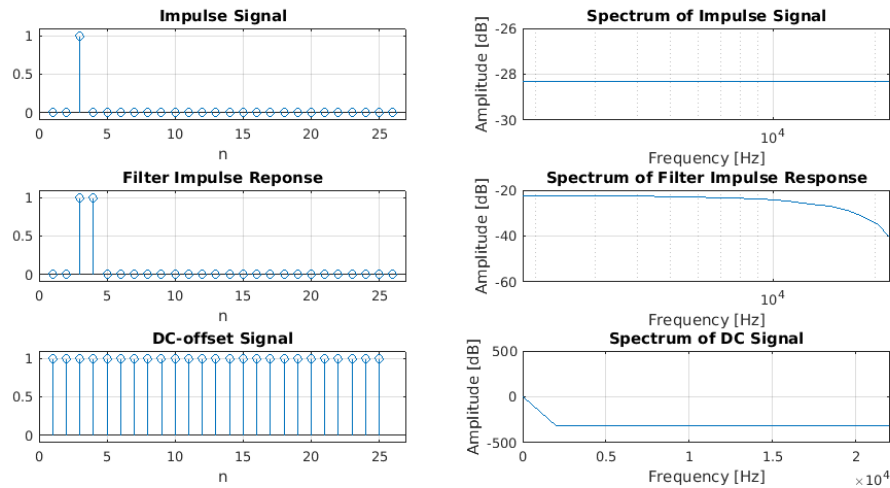 Impulse Signal
1
0.5
0
0 5 10 15 20 25
n
Spectrum of Impulse Signal
Amplitude [dB]
-26
-28
-30
10^4
Frequency [Hz]
Filter Impulse Reponse
1
0.5
0
0 5 10 15 20 25
n
Spectrum of Filter Impulse Response
Amplitude [dB]
-20
-40
-60
10^4
Frequency [Hz]
DC-offset Signal
1
0.5
0
0 5 10 15 20 25
n
Spectrum of DC Signal
Amplitude [dB]
500
0
-500
0 0.5 1 1.5 2
Frequency [Hz]
×10^4